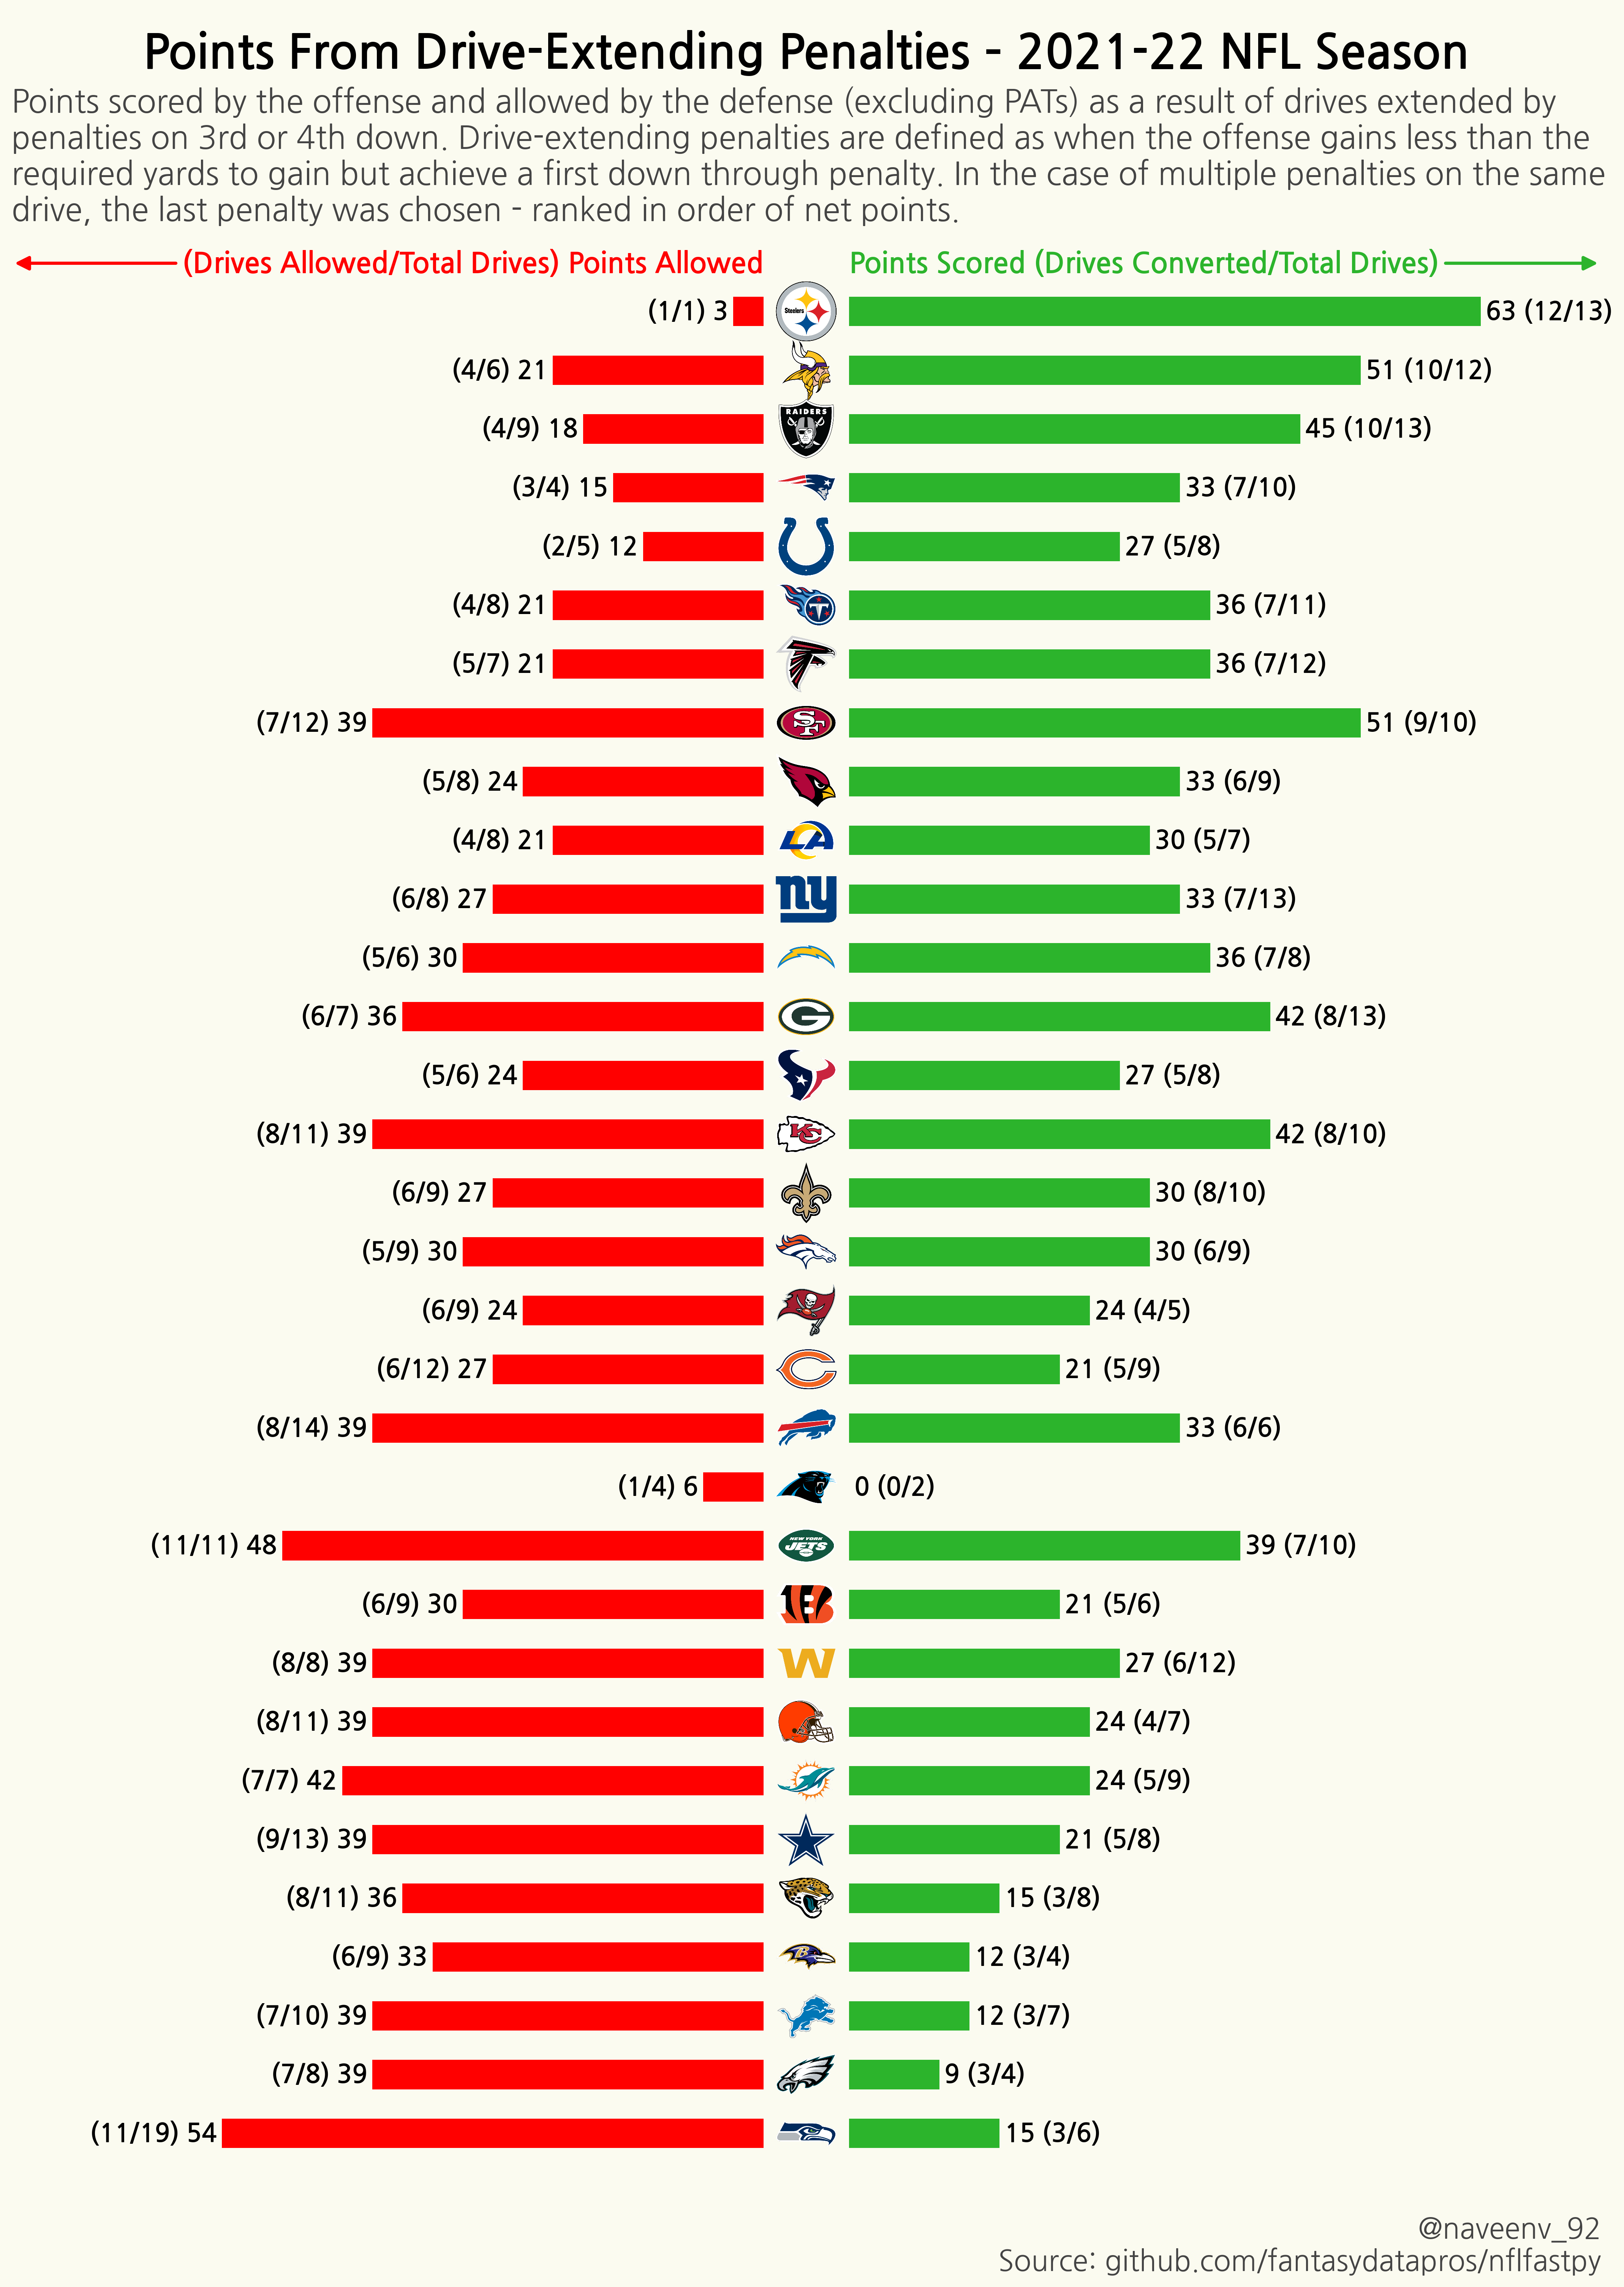 Points From Drive-Extending Penalties - 2021-22 NFL Season
Points scored by the offense and allowed by the defense (excluding PATs) as a result of drives extended by
penalties on 3rd or 4th down. Drive-extending penalties are defined as when the offense gains less than the
required yards to gain but achieve a first down through penalty. In the case of multiple penalties on the same
drive, the last penalty was chosen - ranked in order of net points.
(Drives Allowed/Total Drives) Points Allowed Points Scored (Drives Converted/Total Drives)
(1/1) 3 Steelers 63 (12/13)
(4/6) 21 51 (10/12)
(4/9) 18 RAIDERS 45 (10/13)
(3/4) 15 33 (7/10)
(2/5) 12 27 (5/8)
(4/8) 21 T 36 (7/11)
(5/7) 21 36 (7/12)
(7/12) 39 SF 51 (9/10)
(5/8) 24 33 (6/9)
(4/8) 21 LA 30 (5/7)
(6/8) 27 ny 33 (7/13)
(5/6) 30 36 (7/8)
(6/7) 36 G 42 (8/13)
(5/6) 24 27 (5/8)
(8/11) 39 KC 42 (8/10)
(6/9) 27 30 (8/10)
(5/9) 30 30 (6/9)
(6/9) 24 24 (4/5)
(6/12) 27 C 21 (5/9)
(8/14) 39 33 (6/6)
(1/4) 6 0 (0/2)
(11/11) 48 NEW YORK JETS 39 (7/10)
(6/9) 30 B 21 (5/6)
(8/8) 39 W 27 (6/12)
(8/11) 39 24 (4/7)
(7/7) 42 24 (5/9)
(9/13) 39 21 (5/8)
(8/11) 36 15 (3/8)
(6/9) 33 B 12 (3/4)
(7/10) 39 12 (3/7)
(7/8) 39 9 (3/4)
(11/19) 54 15 (3/6)
@naveenv_92
Source: github.com/fantasydatapros/nflfastpy